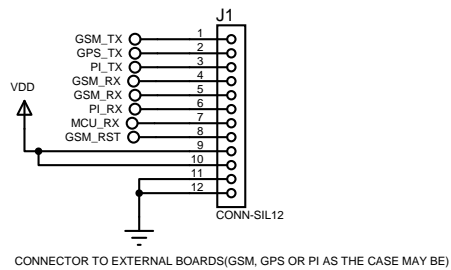 J1
GSM_TX 1
GPS_TX 2
PI_TX 3
GSM_RX 4
GSM_RX 5
PI_RX 6
VDD
MCU_RX 7
GSM_RST 8
9
10
11
12
CONN-SIL12
CONNECTOR TO EXTERNAL BOARDS(GSM, GPS OR PI AS THE CASE MAY BE)